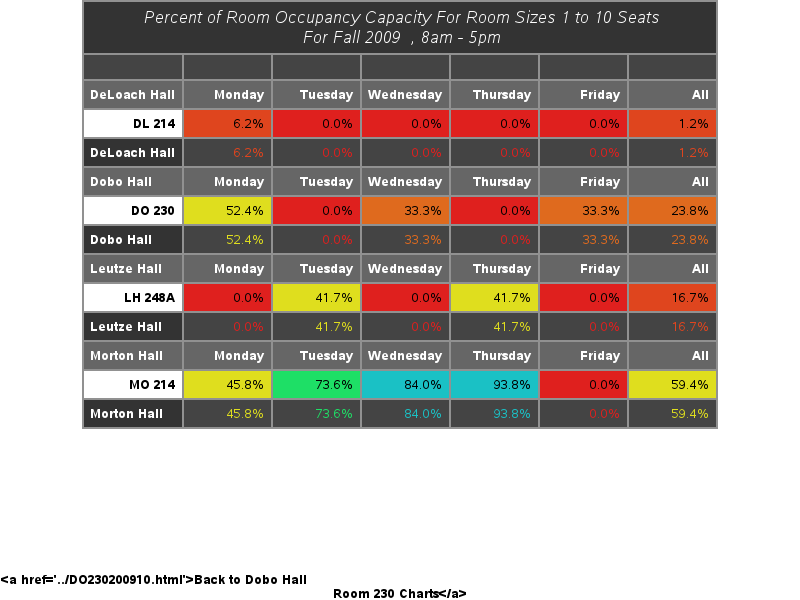 Percent of Room Occupancy Capacity For Room Sizes 1 to 10 Seats
For Fall 2009 , 8am - 5pm
DeLoach Hall Monday Tuesday Wednesday Thursday Friday All
DL 214 6.2% 0.0% 0.0% 0.0% 0.0% 1.2%
DeLoach Hall 6.2% 0.0% 0.0% 0.0% 0.0% 1.2%
Dobo Hall Monday Tuesday Wednesday Thursday Friday All
DO 230 52.4% 0.0% 33.3% 0.0% 33.3% 23.8%
Dobo Hall 52.4% 0.0% 33.3% 0.0% 33.3% 23.8%
Leutze Hall Monday Tuesday Wednesday Thursday Friday All
LH 248A 0.0% 41.7% 0.0% 41.7% 0.0% 16.7%
Leutze Hall 0.0% 41.7% 0.0% 41.7% 0.0% 16.7%
Morton Hall Monday Tuesday Wednesday Thursday Friday All
MO 214 45.8% 73.6% 84.0% 93.8% 0.0% 59.4%
Morton Hall 45.8% 73.6% 84.0% 93.8% 0.0% 59.4%
<a href='../DO230200910.html'>Back to Dobo Hall
Room 230 Charts</a>